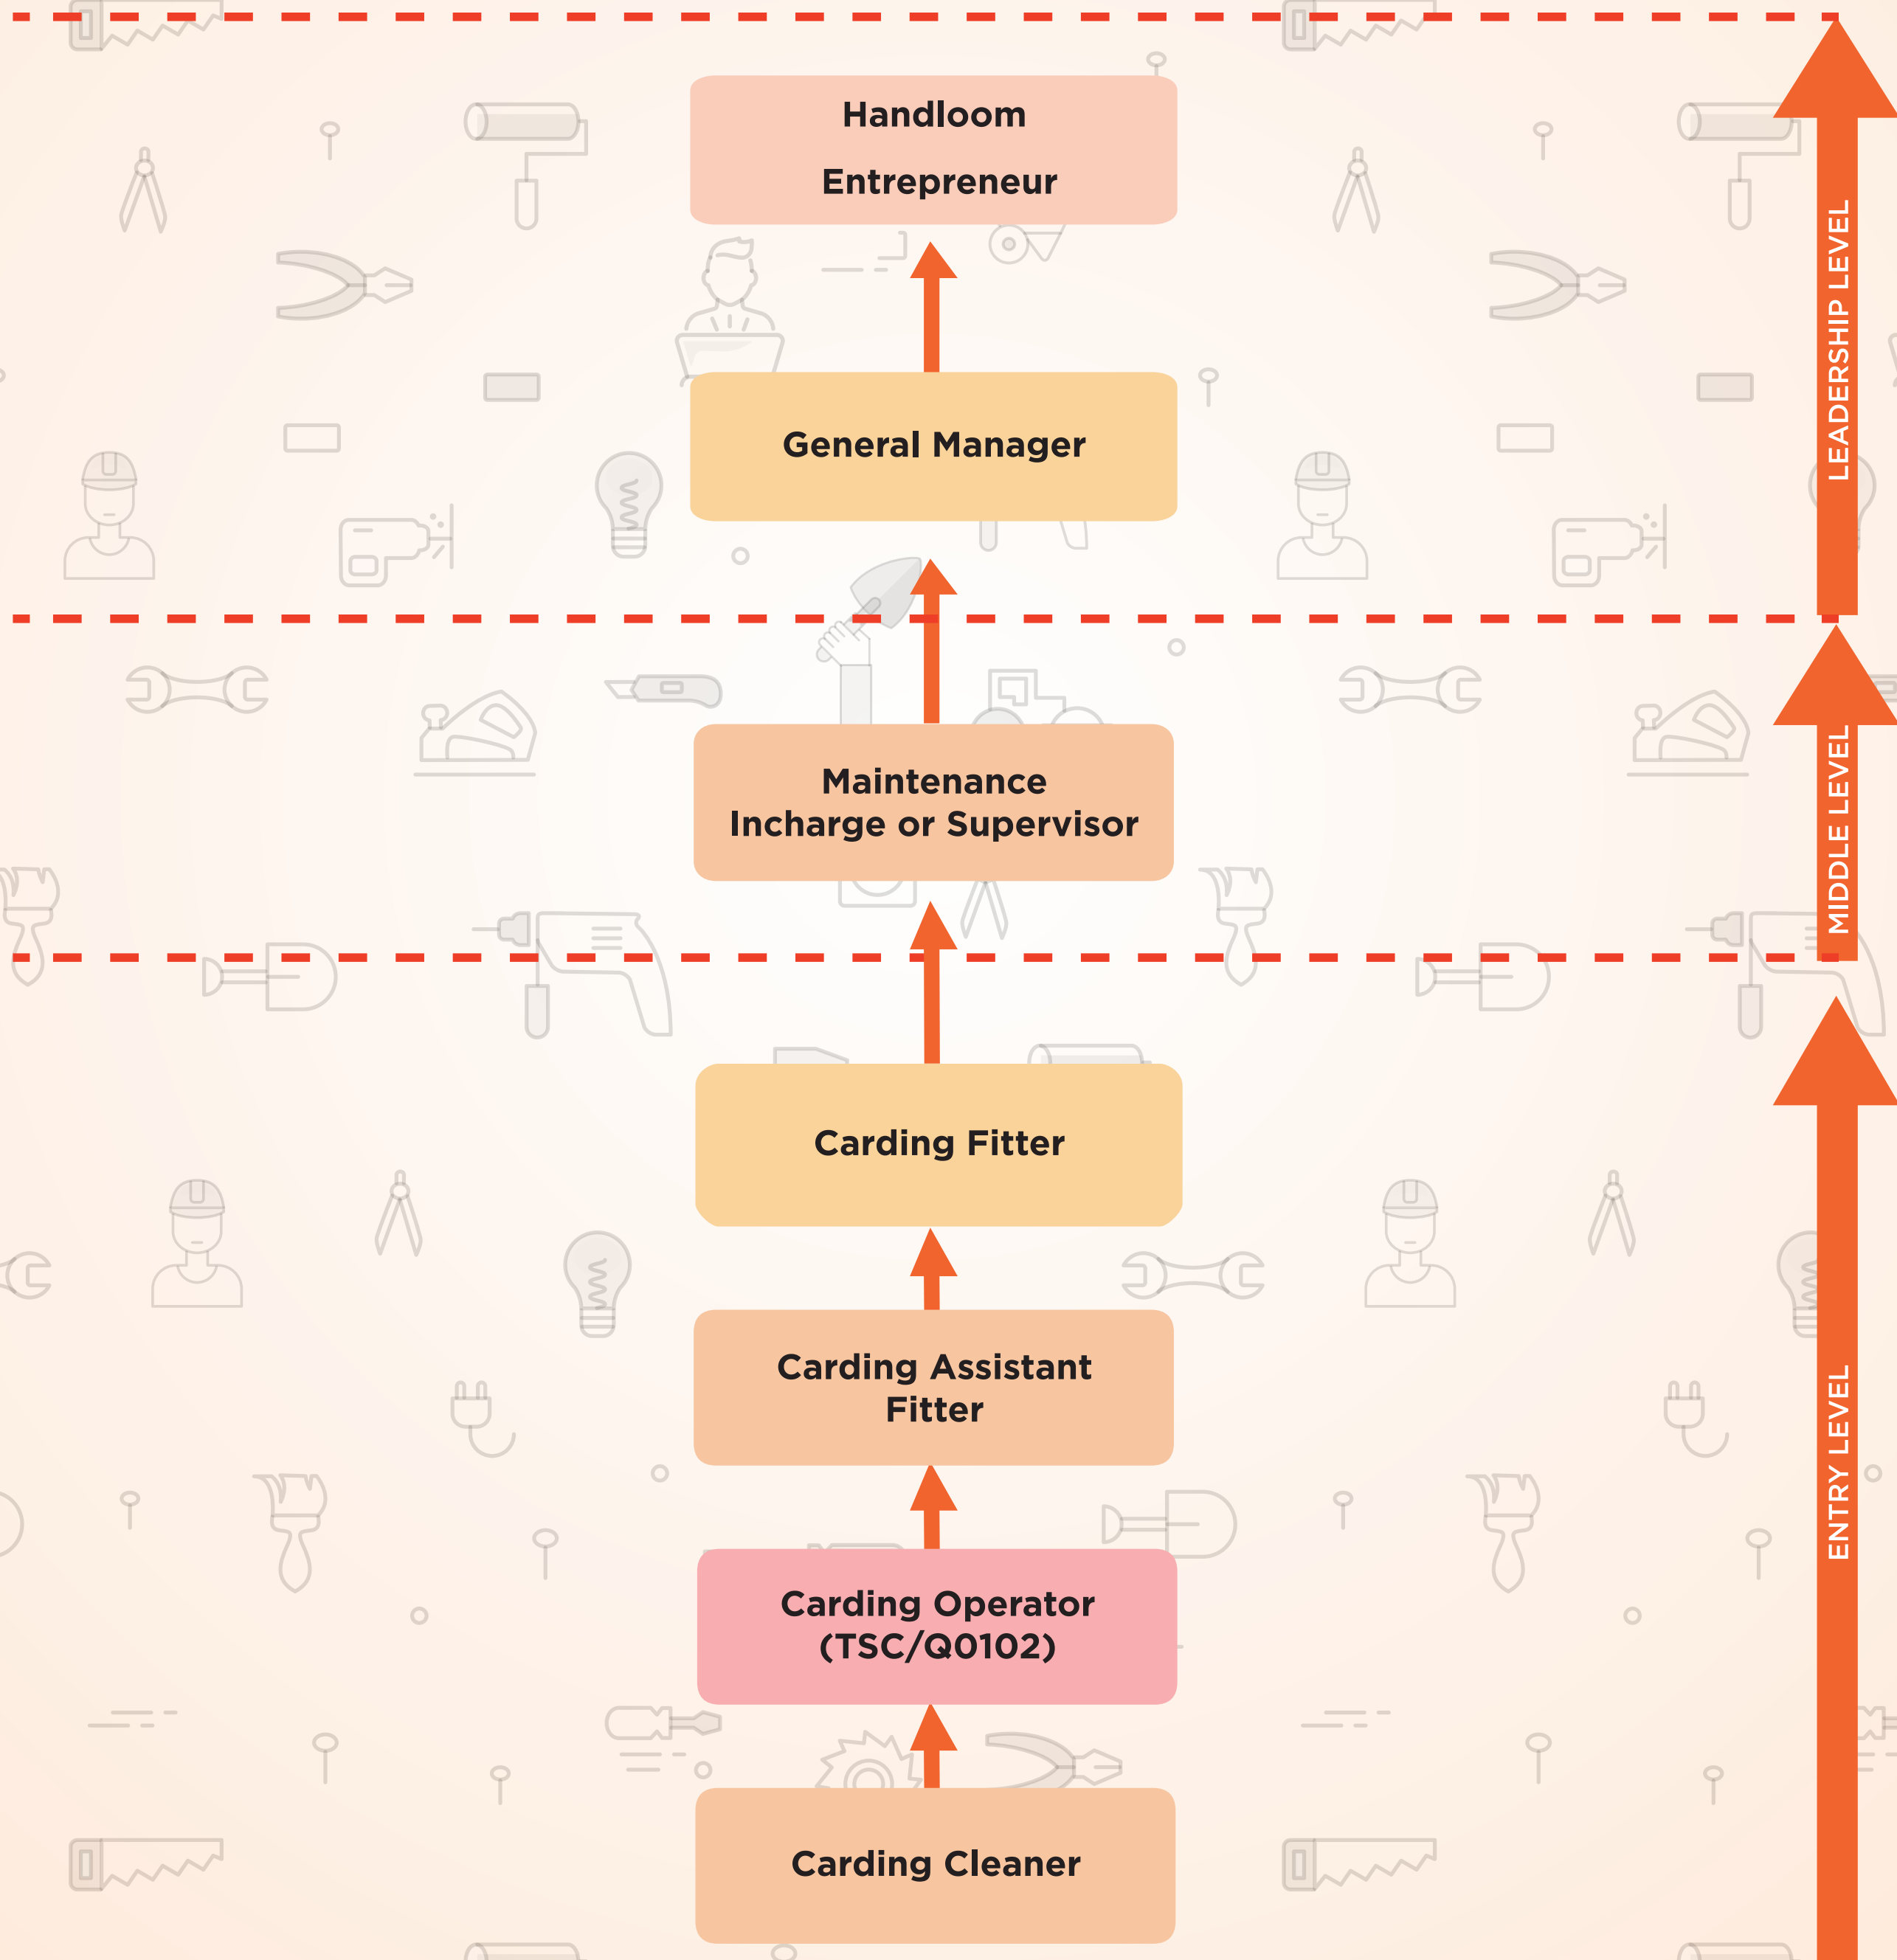 Handloom
Entrepreneur
General Manager
LEADERSHIP LEVEL
Maintenance
Incharge or Supervisor
MIDDLE LEVEL
Carding Fitter
Carding Assistant
Fitter
Carding Operator
(TSC/Q0102)
Carding Cleaner
ENTRY LEVEL